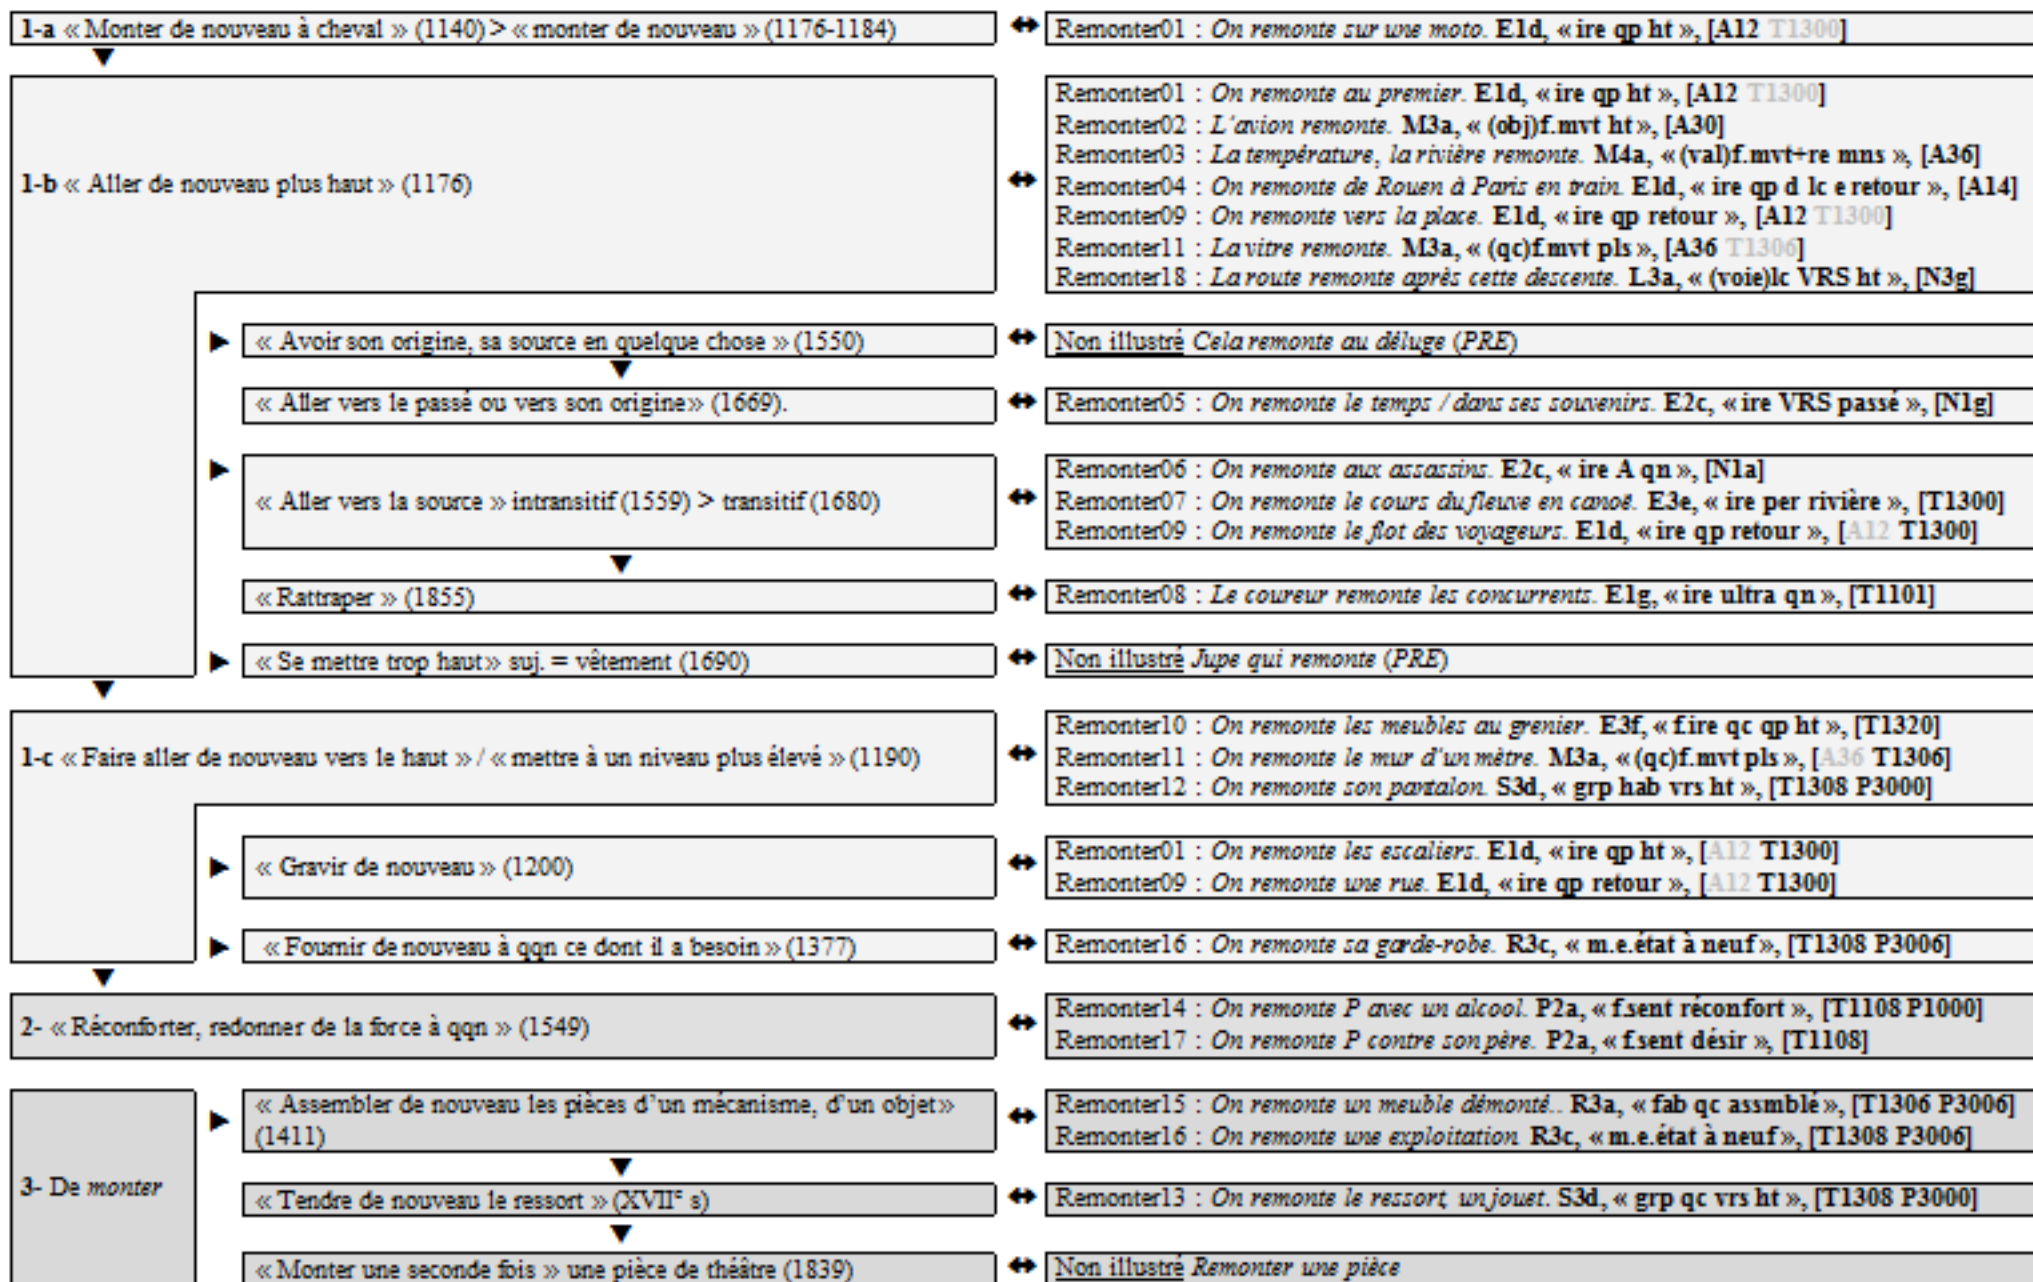 1-a « Monter de nouveau à cheval » (1140) > « monter de nouveau » (1176-1184)
Remonter01 : On remonte sur une moto. E1d, « ire qp ht », [A12 T1300]
1-b « Aller de nouveau plus haut » (1176)
Remonter01 : On remonte au premier. E1d, « ire qp ht », [A12 T1300]
Remonter02 : L'avion remonte. M3a, « (obj)f.mvt ht », [A30]
Remonter03 : La température, la rivière remonte. M4a, « (val)f.mvt+re mns », [A36]
Remonter04 : On remonte de Rouen à Paris en train. E1d, « ire qp d lc e retour », [A14]
Remonter09 : On remonte vers la place. E1d, « ire qp retour », [A12 T1300]
Remonter11 : La vitre remonte. M3a, « (qc)f.mvt pls », [A36 T1306]
Remonter18 : La route remonte après cette descente. L3a, « (voie)lc VRS ht », [N3g]
« Avoir son origine, sa source en quelque chose » (1550)
Non illustré Cela remonte au déluge (PRE)
« Aller vers le passé ou vers son origine» (1669).
Remonter05 : On remonte le temps / dans ses souvenirs. E2c, « ire VRS passé », [N1g]
« Aller vers la source » intransitif (1559) > transitif (1680)
Remonter06 : On remonte aux assassins. E2c, « ire A qn », [N1a]
Remonter07 : On remonte le cours du fleuve en canoë. E3e, « ire per rivière », [T1300]
Remonter09 : On remonte le flot des voyageurs. E1d, « ire qp retour », [A12 T1300]
« Rattraper » (1855)
Remonter08 : Le coureur remonte les concurrents. E1g, « ire ultra qn », [T1101]
« Se mettre trop haut» suj. = vêtement (1690)
Non illustré Jupe qui remonte (PRE)
1-c « Faire aller de nouveau vers le haut » / « mettre à un niveau plus élevé » (1190)
Remonter10 : On remonte les meubles au grenier. E3f, « f.ire qc qp ht », [T1320]
Remonter11 : On remonte le mur d'un mètre. M3a, « (qc)f.mvt pls », [A36 T1306]
Remonter12 : On remonte son pantalon. S3d, « grp hab vrs ht », [T1308 P3000]
« Gravir de nouveau » (1200)
Remonter01 : On remonte les escaliers. E1d, « ire qp ht », [A12 T1300]
Remonter09 : On remonte une rue. E1d, « ire qp retour », [A12 T1300]
« Fournir de nouveau à qqn ce dont il a besoin » (1377)
Remonter16 : On remonte sa garde-robe. R3c, « m.e.état à neuf », [T1308 P3006]
2- « Réconforter, redonner de la force à qqn » (1549)
Remonter14 : On remonte P avec un alcool. P2a, « f.sent réconfort », [T1108 P1000]
Remonter17 : On remonte P contre son père. P2a, « f.sent désir », [T1108]
3- De monter
« Assembler de nouveau les pièces d'un mécanisme, d'un objet»
(1411)
Remonter15 : On remonte un meuble démonté.. R3a, « fab qc assmblé », [T1306 P3006]
Remonter16 : On remonte une exploitation R3c, « m.e.état à neuf », [T1308 P3006]
« Tendre de nouveau le ressort » (XVIIᵉ s)
Remonter13 : On remonte le ressort, un jouet. S3d, « grp qc vrs ht », [T1308 P3000]
« Monter une seconde fois » une pièce de théâtre (1839)
Non illustré Remonter une pièce